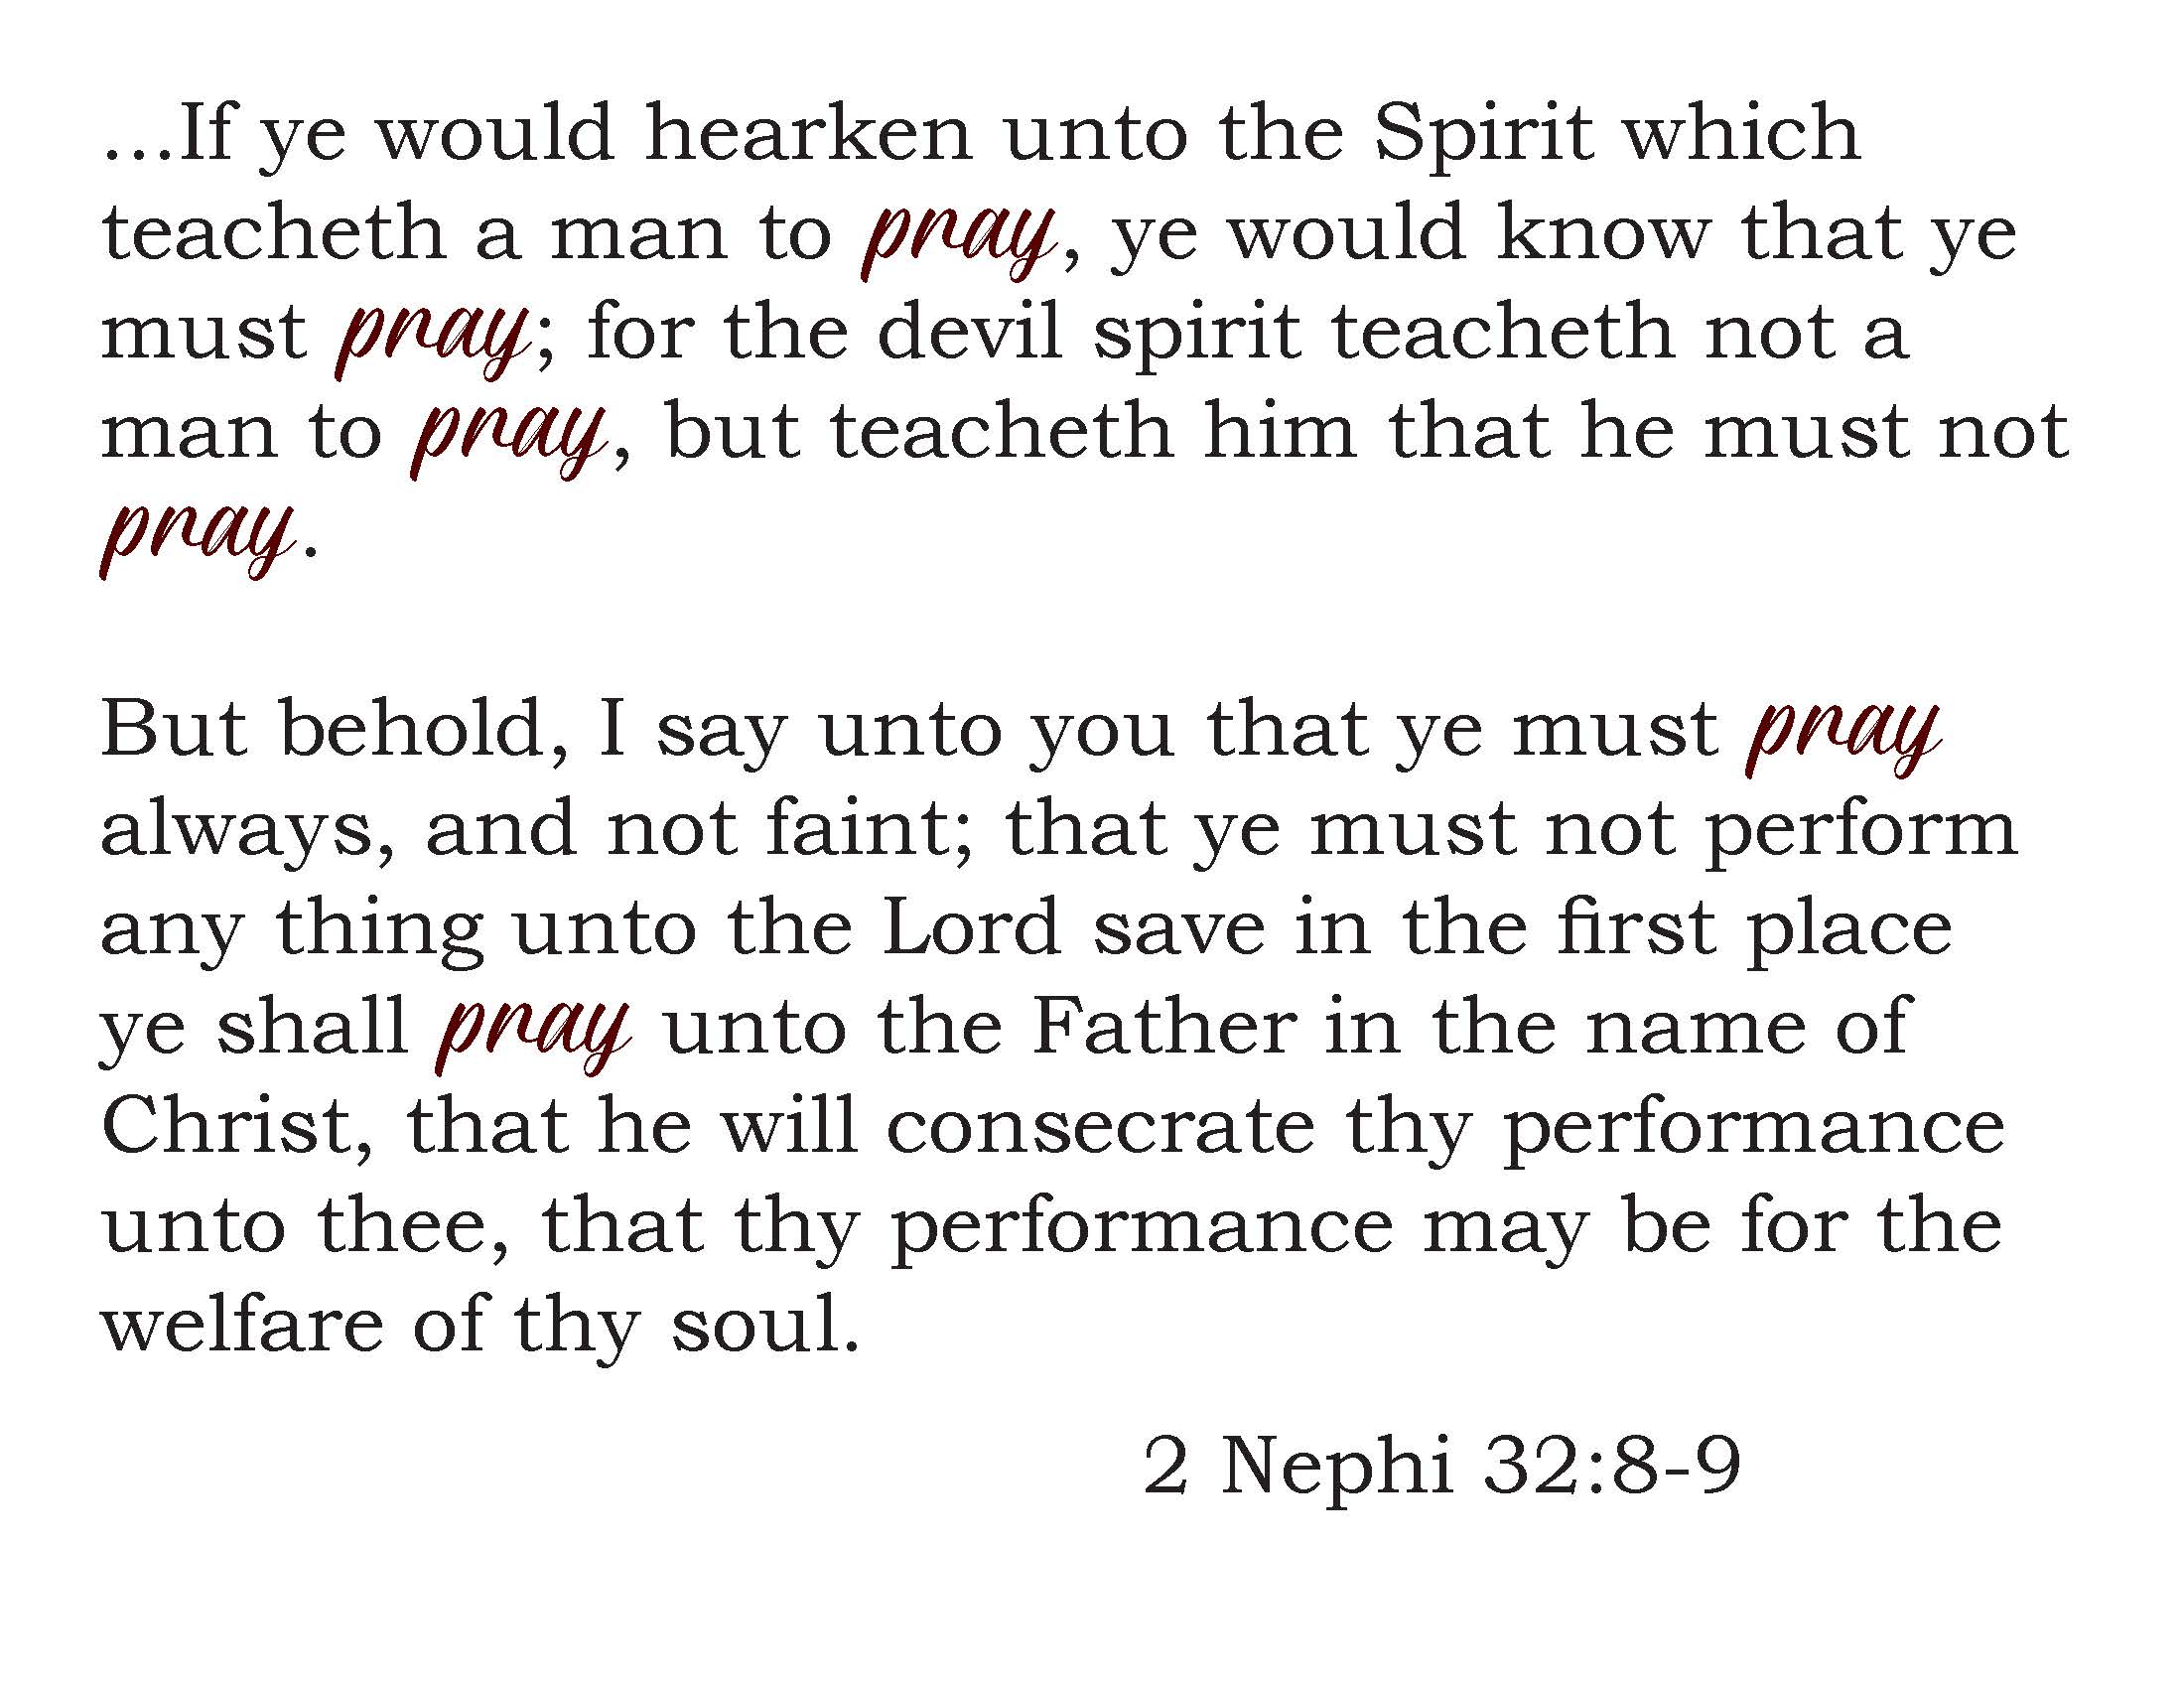 ...If ye would hearken unto the Spirit which
teacheth a man to pray, ye would know that ye
must pray; for the devil spirit teacheth not a
man to pray, but teacheth him that he must not
pray.
But behold, I say unto you that ye must pray
always, and not faint; that ye must not perform
any thing unto the Lord save in the first place
ye shall pray unto the Father in the name of
Christ, that he will consecrate thy performance
unto thee, that thy performance may be for the
welfare of thy soul.
2 Nephi 32:8-9